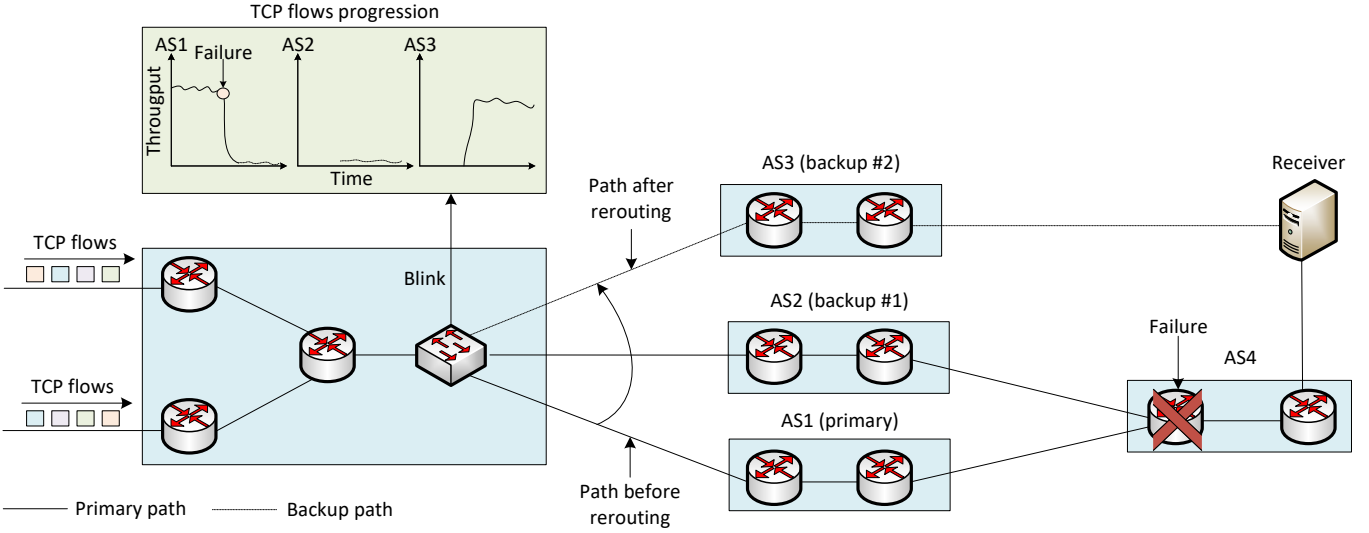 TCP flows progression
AS1
Failure
AS2
AS3
Througput
Time
AS3 (backup #2)
Receiver
Path after
rerouting
TCP flows
Blink
AS2 (backup #1)
Failure
AS4
TCP flows
AS1 (primary)
Path before
rerouting
Primary path
Backup path